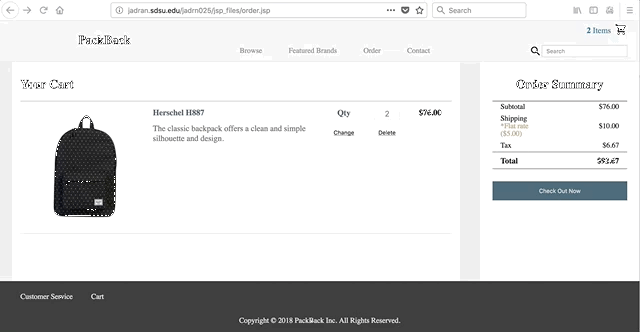 jadran.sdsu.edu/jadrn025/jsp_files/order.jsp
Search
PackBack
2 Items
Browse
Featured Brands
Order
Contact
Search
Your Cart
Order Summary
Herschel H887
Qty
2
$76.00
The classic backpack offers a clean and simple
silhouette and design.
Change
Delete
Subtotal
$76.00
Shipping
*Flat rate
($5.00)
$10.00
Tax
$6.67
Total
$92.67
Check Out Now
Customer Service
Cart
Copyright © 2018 PackBack Inc. All Rights Reserved.